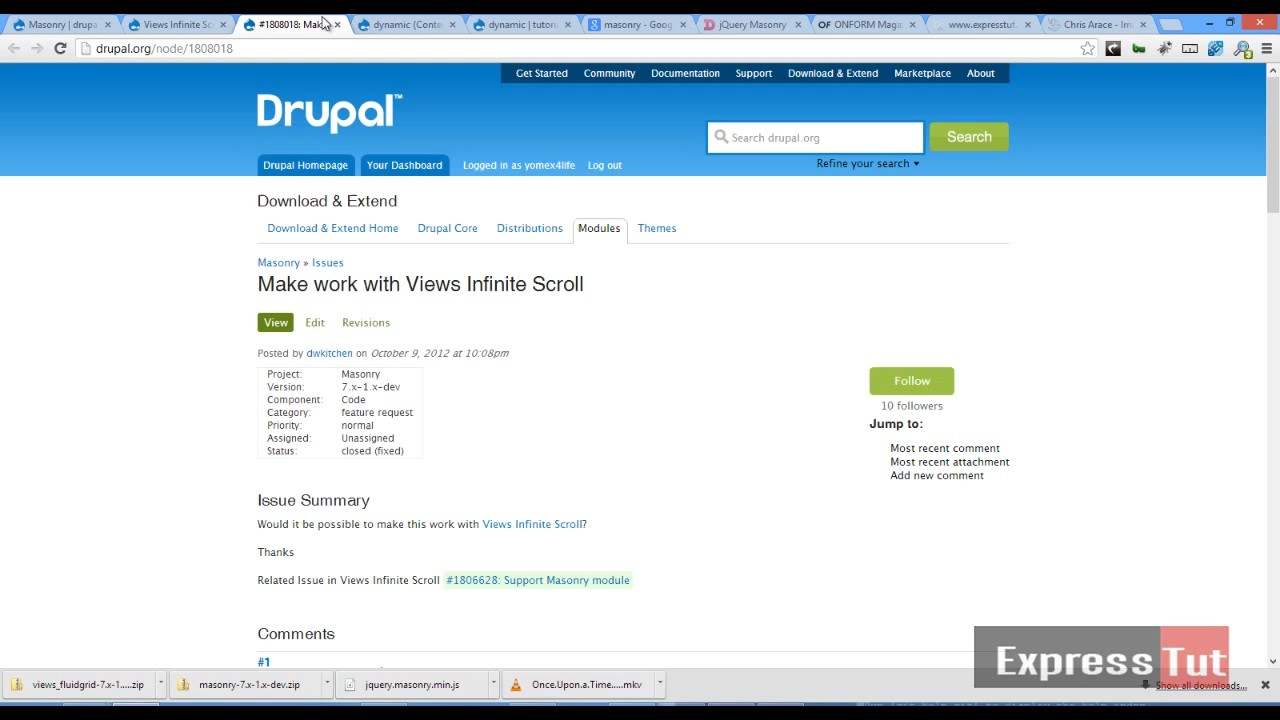 Masonry | drupa
Views Infinite Sc
#1808018: Mak
dynamic (Conte
dynamic | tutori
masonry - Goog
jQuery Masonry
OF ONFORM Maga
www.expresstut.
Chris Arace - Im
drupal.org/node/1808018
Get Started Community Documentation Support Download & Extend Marketplace About
Drupal™
Search drupal.org
Search
Refine your search
Drupal Homepage Your Dashboard Logged in as yomex4life Log out
Download & Extend
Download & Extend Home Drupal Core Distributions Modules Themes
Masonry » Issues
Make work with Views Infinite Scroll
View Edit Revisions
Posted by dwkitchen on October 9, 2012 at 10:08pm
Project: Masonry
Version: 7.x-1.x-dev
Component: Code
Category: feature request
Priority: normal
Assigned: Unassigned
Status: closed (fixed)
Follow
10 followers
Jump to:
Most recent comment
Most recent attachment
Add new comment
Issue Summary
Would it be possible to make this work with Views Infinite Scroll?
Thanks
Related Issue in Views Infinite Scroll #1806628: Support Masonry module
Comments
#1
Express Tut
views_fluidgrid-7.x-1.....zip
masonry-7.x-1.x-dev.zip
jquery.masonry.min.js
Once.Upon.a.Time.....mkv
Show all downloads...